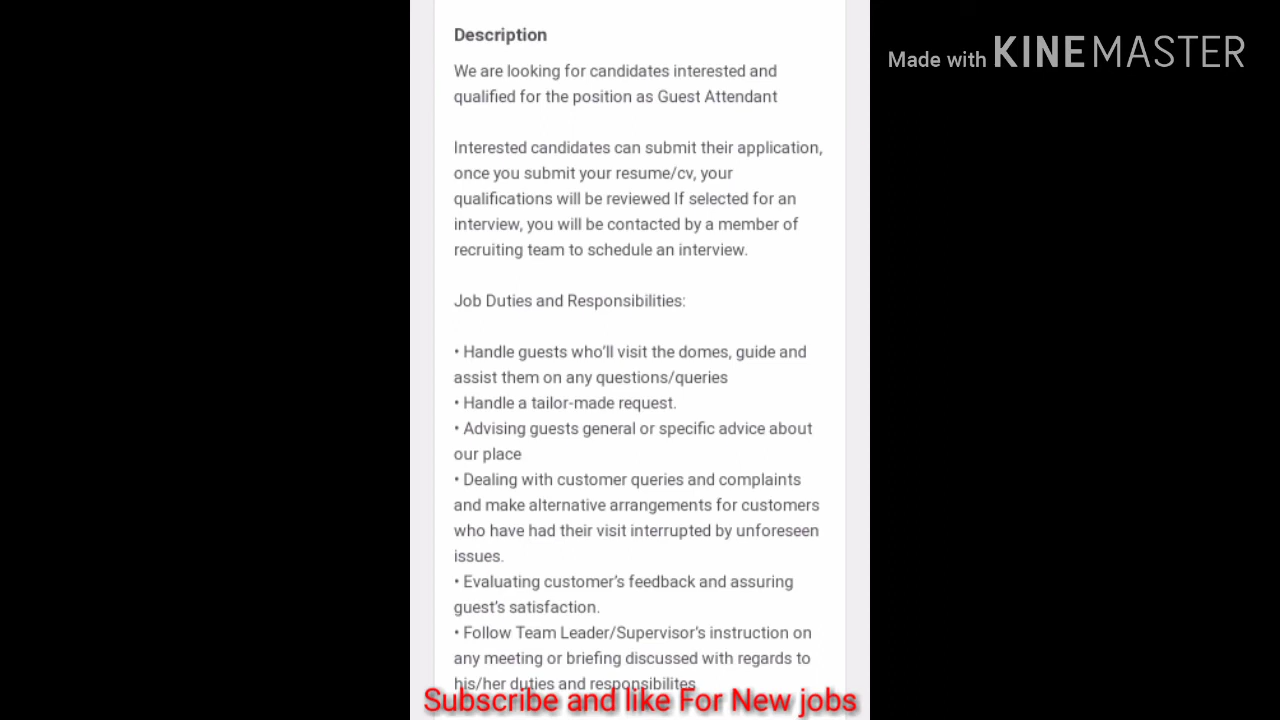 Description
Made with KINEMASTER
We are looking for candidates interested and
qualified for the position as Guest Attendant
Interested candidates can submit their application,
once you submit your resume/cv, your
qualifications will be reviewed If selected for an
interview, you will be contacted by a member of
recruiting team to schedule an interview.
Job Duties and Responsibilities:
• Handle guests who'll visit the domes, guide and
assist them on any questions/queries
• Handle a tailor-made request.
• Advising guests general or specific advice about
our place
• Dealing with customer queries and complaints
and make alternative arrangements for customers
who have had their visit interrupted by unforeseen
issues.
• Evaluating customer's feedback and assuring
guest's satisfaction.
• Follow Team Leader/Supervisor's instruction on
any meeting or briefing discussed with regards to
his/her duties and responsibilites
Subscribe and like For New jobs